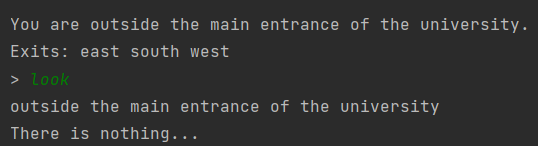 You are outside the main entrance of the university.
Exits: east south west
> look
outside the main entrance of the university
There is nothing...